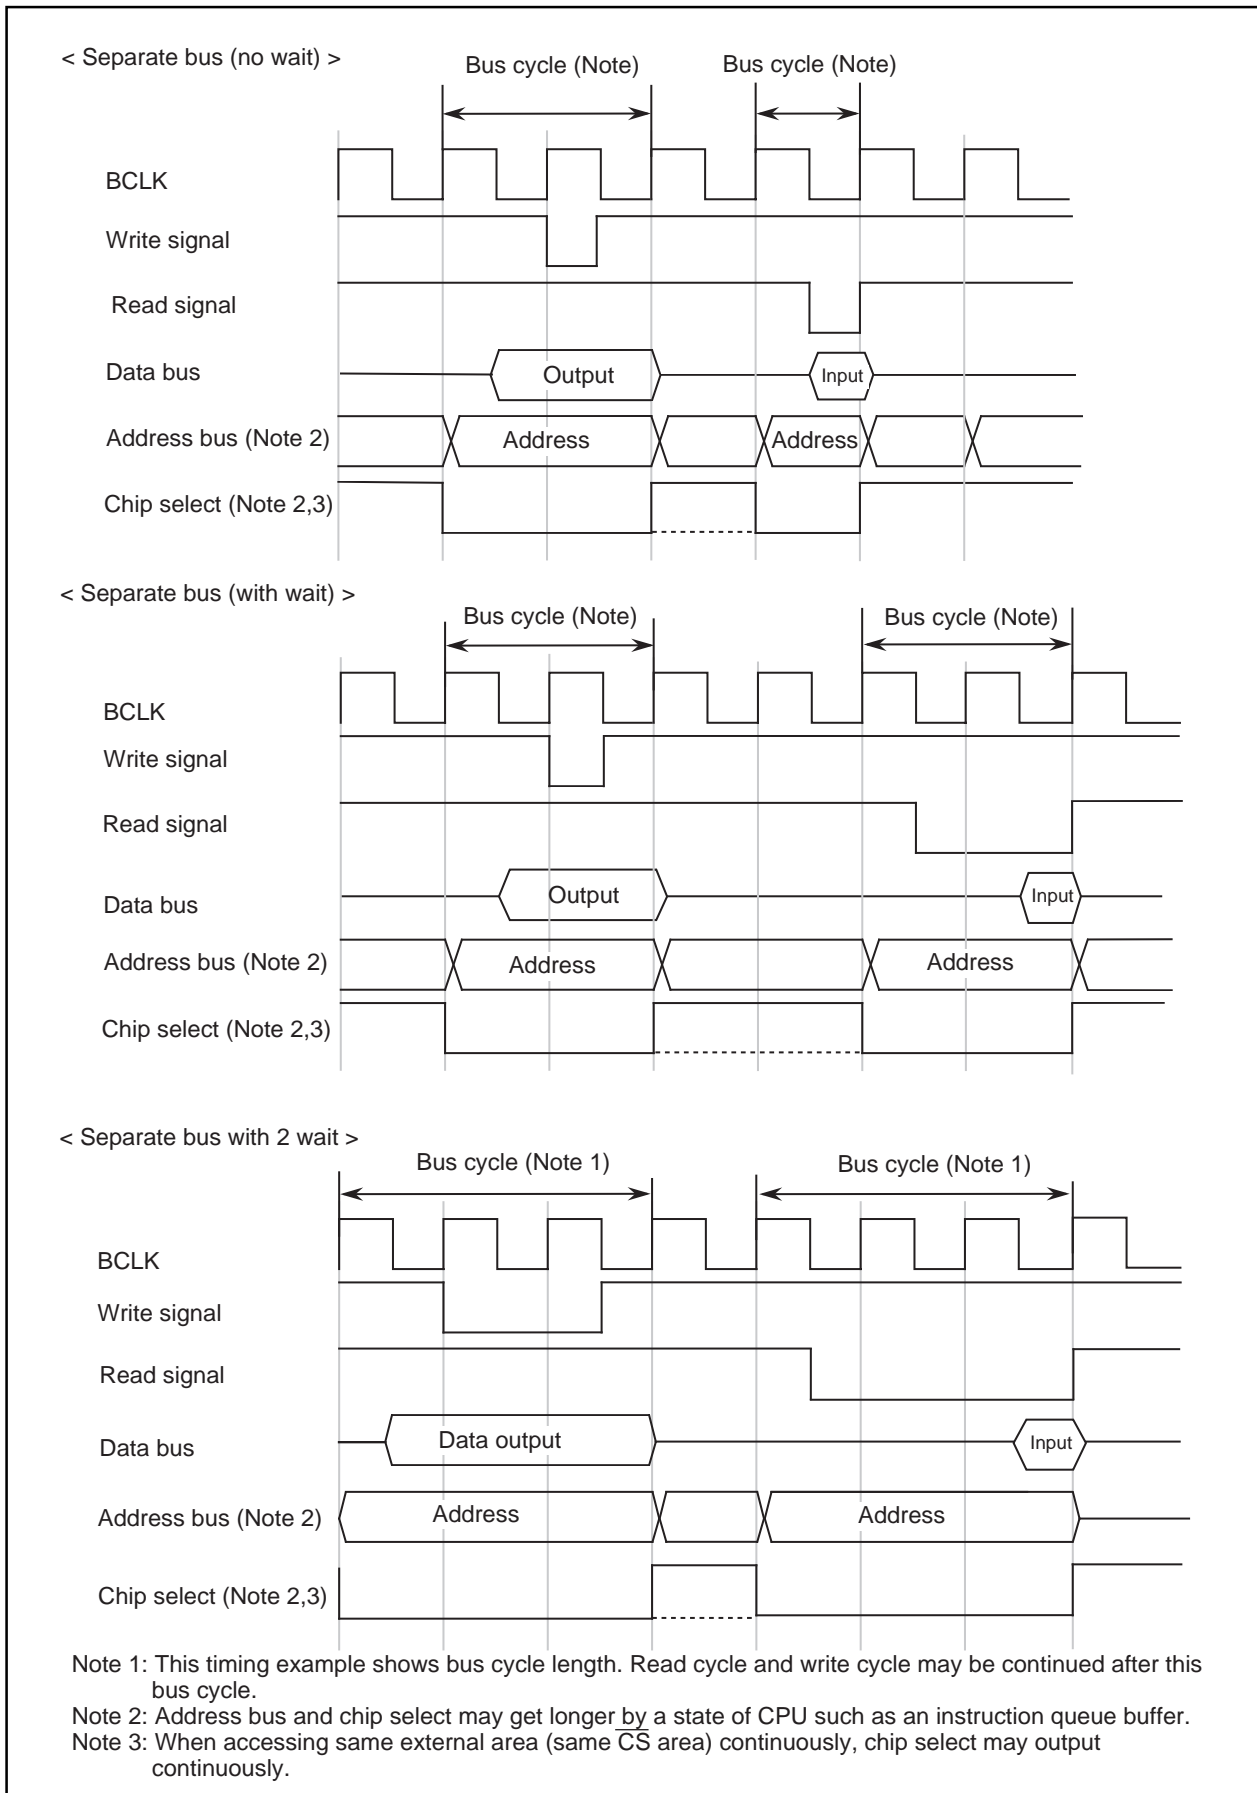 < Separate bus (no wait) >
Bus cycle (Note)
Bus cycle (Note)
BCLK
Write signal
Read signal
Data bus
Output
Input
Address bus (Note 2)
Address
Address
Chip select (Note 2,3)
< Separate bus (with wait) >
Bus cycle (Note)
Bus cycle (Note)
BCLK
Write signal
Read signal
Data bus
Output
Input
Address bus (Note 2)
Address
Address
Chip select (Note 2,3)
< Separate bus with 2 wait >
Bus cycle (Note 1)
Bus cycle (Note 1)
BCLK
Write signal
Read signal
Data bus
Data output
Input
Address bus (Note 2)
Address
Address
Chip select (Note 2,3)
Note 1: This timing example shows bus cycle length. Read cycle and write cycle may be continued after this
bus cycle.
Note 2: Address bus and chip select may get longer by a state of CPU such as an instruction queue buffer.
Note 3: When accessing same external area (same C̅S̅ area) continuously, chip select may output
continuously.